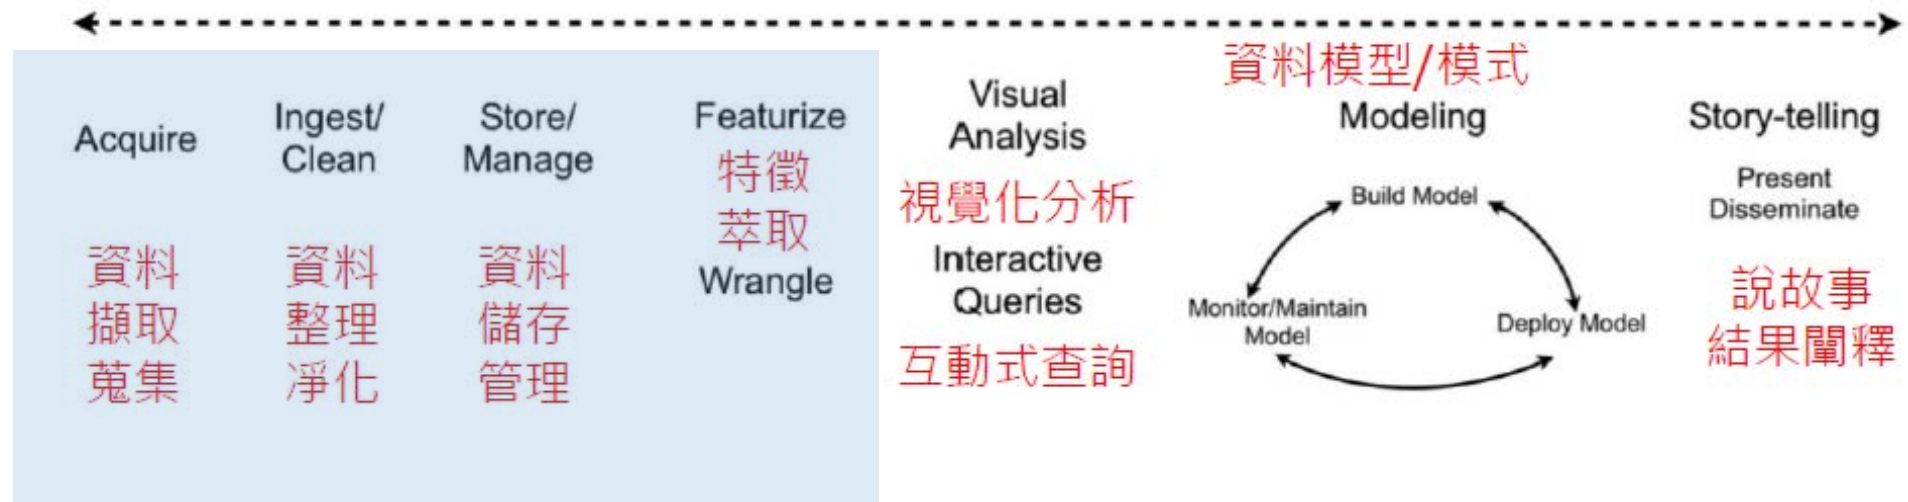 Acquire
資料
擷取
蒐集
Ingest/
Clean
資料
整理
淨化
Store/
Manage
資料
儲存
管理
Featurize
特徵
萃取
Wrangle
Visual
Analysis
視覺化分析
Interactive
Queries
互動式查詢
資料模型/模式
Modeling
Build Model
Monitor/Maintain
Model
Deploy Model
Story-telling
Present
Disseminate
說故事
結果闡釋